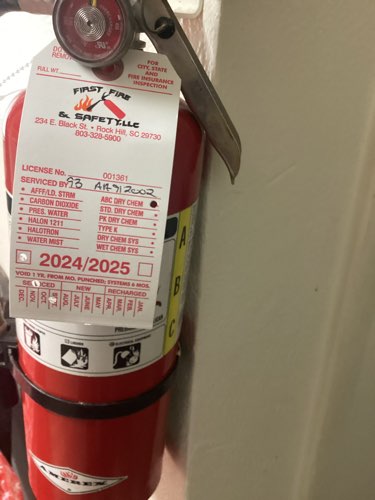 FOR
CITY, STATE
AND
FIRE INSURANCE
INSPECTION
FULL WT.
FIRST FIRE
& SAFETY LLC
234 E. Black St. • Rock Hill, SC 29730
803-328-5900
LICENSE No. 001361
SERVICED BY 93
AFFF/LD. STRM
CARBON DIOXIDE
PRES. WATER
HALON 1211
HALOTRON
WATER MIST
ABC DRY CHEM
STD. DRY CHEM
PK DRY CHEM
TYPE K
DRY CHEM SYS
WET CHEM SYS
2024/2025
VOID 1 YR. FROM MO. PUNCHED; SYSTEMS 6 MOS.
SERVICED NEW RECHARGED
DEC. NOV. OCT. AUG. JULY JUNE MAY APR. MAR. FEB. JAN.
A
B
C
AMEREX